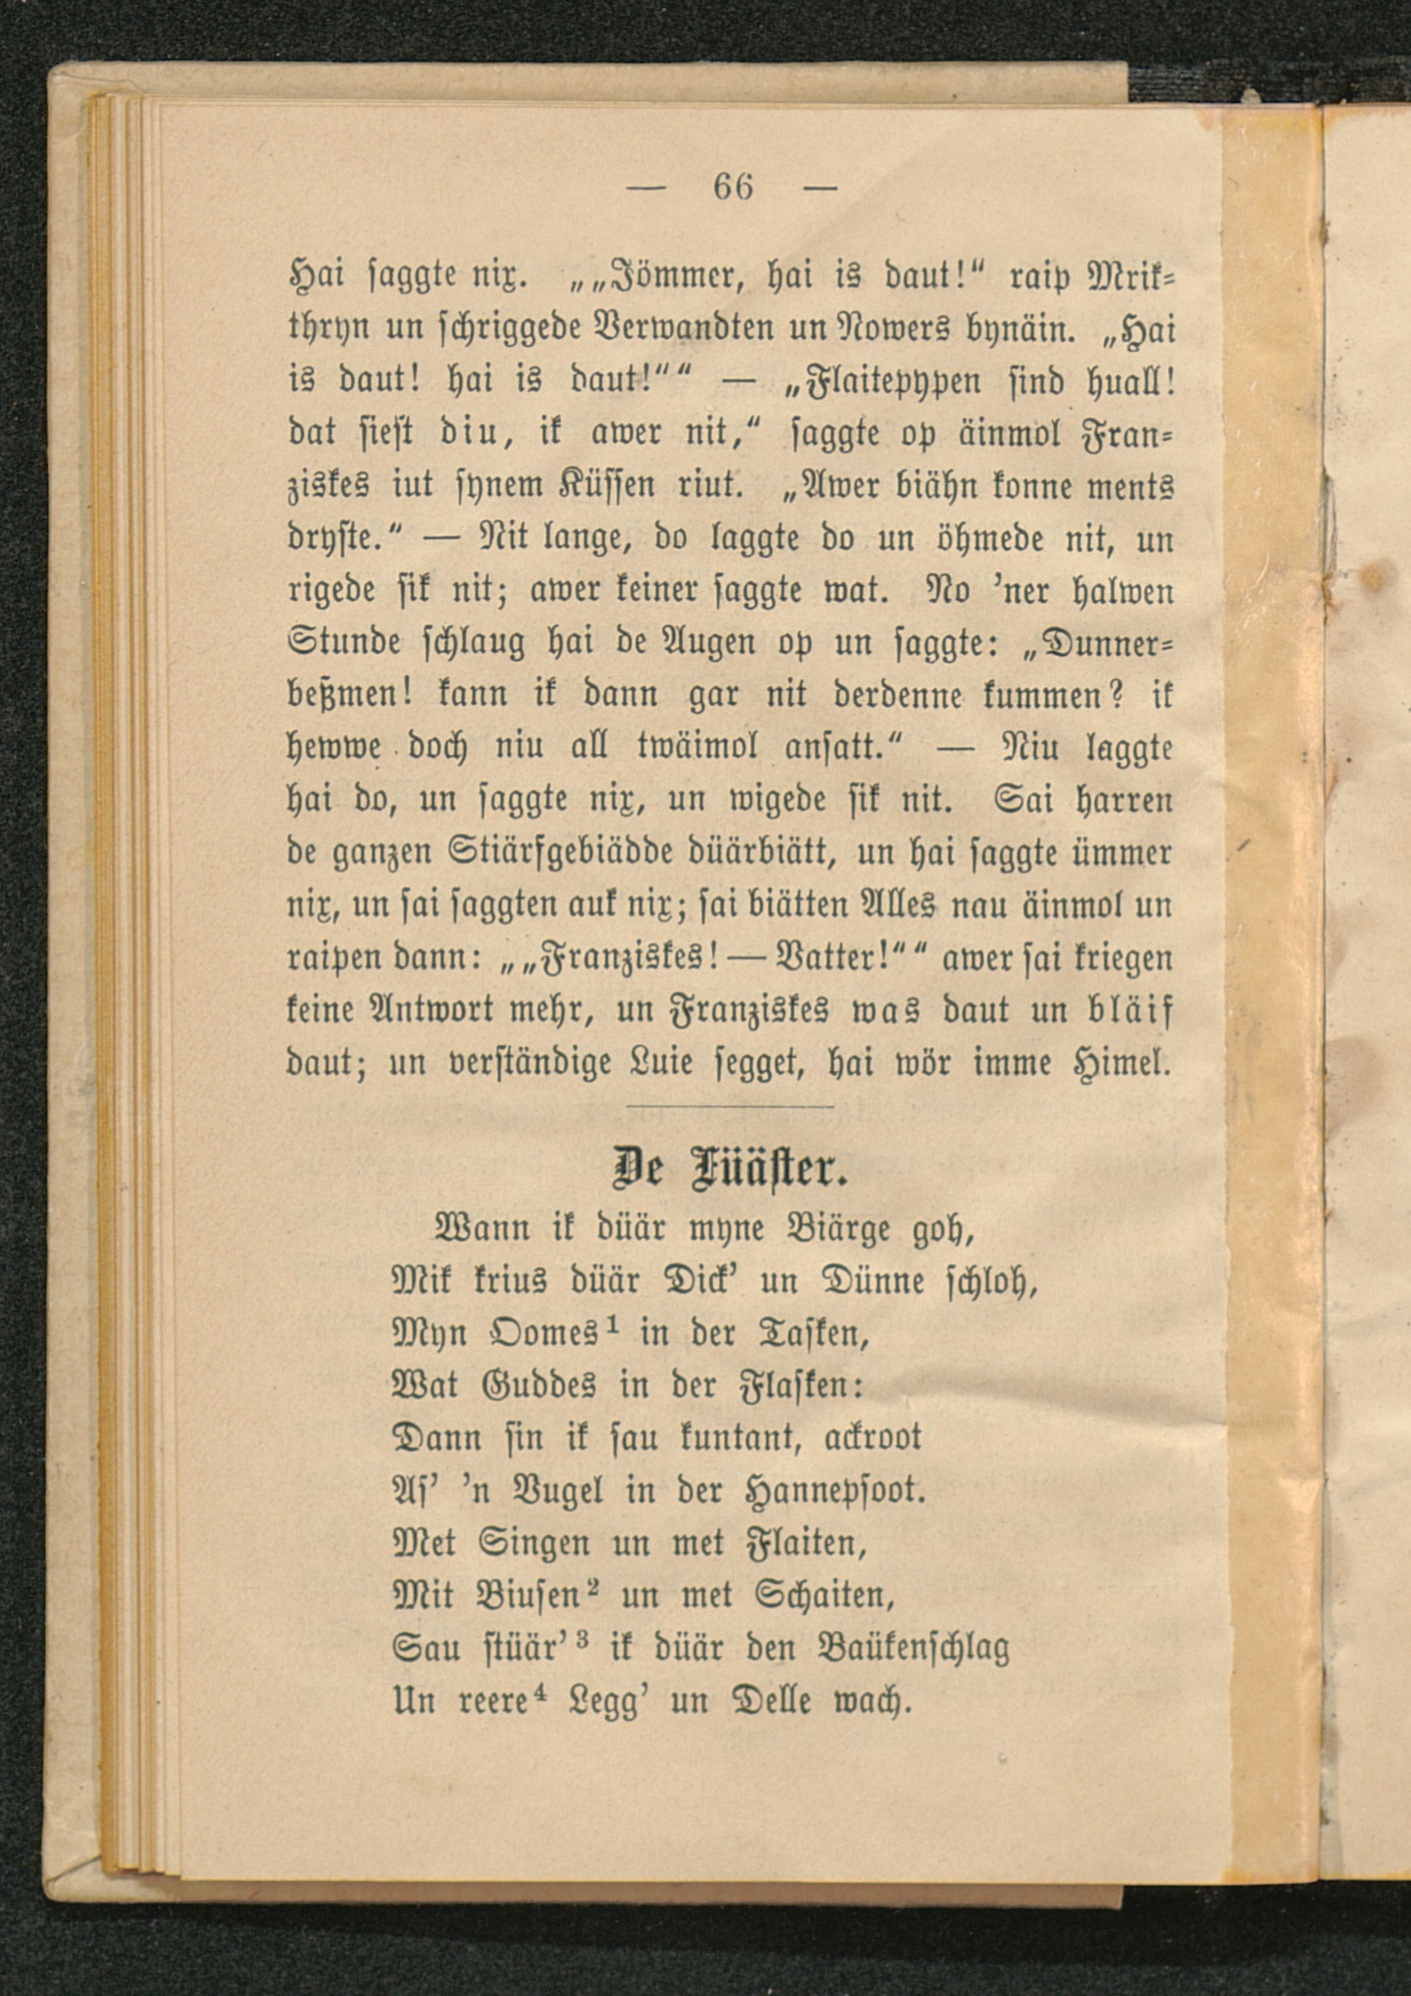 — 66 —
Hai saggte nix. „„Jömmer, hai is daut!“ raip Mrik-
thryn un schriggede Verwandten un Nowers bynäin. „Hai
is daut! hai is daut!““ — „Flaitepypen sind huall!
dat siest diu, ik awer nit,“ saggte op äinmol Fran-
ziskes iut synem Küssen riut. „Awer biähn konne ments
dryste.“ — Nit lange, do laggte do un öhmede nit, un
rigede sik nit; awer keiner saggte wat. No ’ner halwen
Stunde schlaug hai de Augen op un saggte: „Dunner-
beßmen! kann ik dann gar nit derdenne kummen? ik
hewwe doch niu all twäimol ansatt.“ — Niu laggte
hai do, un saggte nix, un wigede sik nit. Sai harren
de ganzen Stiärfgebiädde düärbiätt, un hai saggte ümmer
nix, un sai saggten auk nix; sai biätten Alles nau äinmol un
raipen dann: „„Franziskes! — Vatter!““ awer sai kriegen
keine Antwort mehr, un Franziskes was daut un bläif
daut; un verständige Luie segget, hai wör imme Himel.
De Füäster.
Wann ik düär myne Biärge goh,
Mik krius düär Dick’ un Dünne schloh,
Myn Oomes¹ in der Tasken,
Wat Guddes in der Flasken:
Dann sin ik sau kuntant, ackroot
As’ ’n Vugel in der Hannepsoot.
Met Singen un met Flaiten,
Mit Biusen² un met Schaiten,
Sau stüär’³ ik düär den Baükenschlag
Un reere⁴ Legg’ un Delle wach.